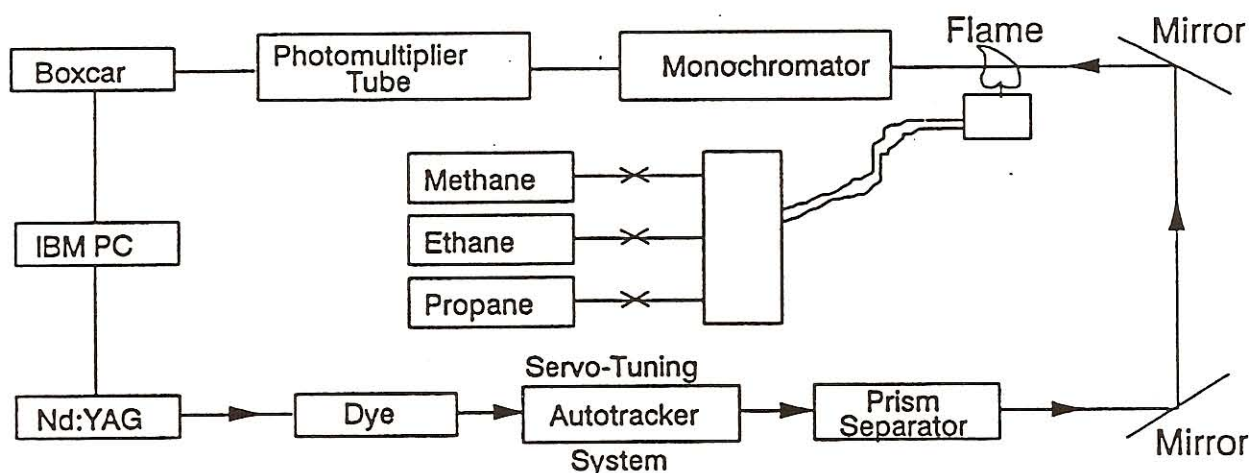 Flame
Mirror
Boxcar
Photomultiplier
Tube
Monochromator
Methane
IBM PC
Ethane
Propane
Servo-Tuning
Nd:YAG
Dye
Autotracker
Prism
Separator
System
Mirror